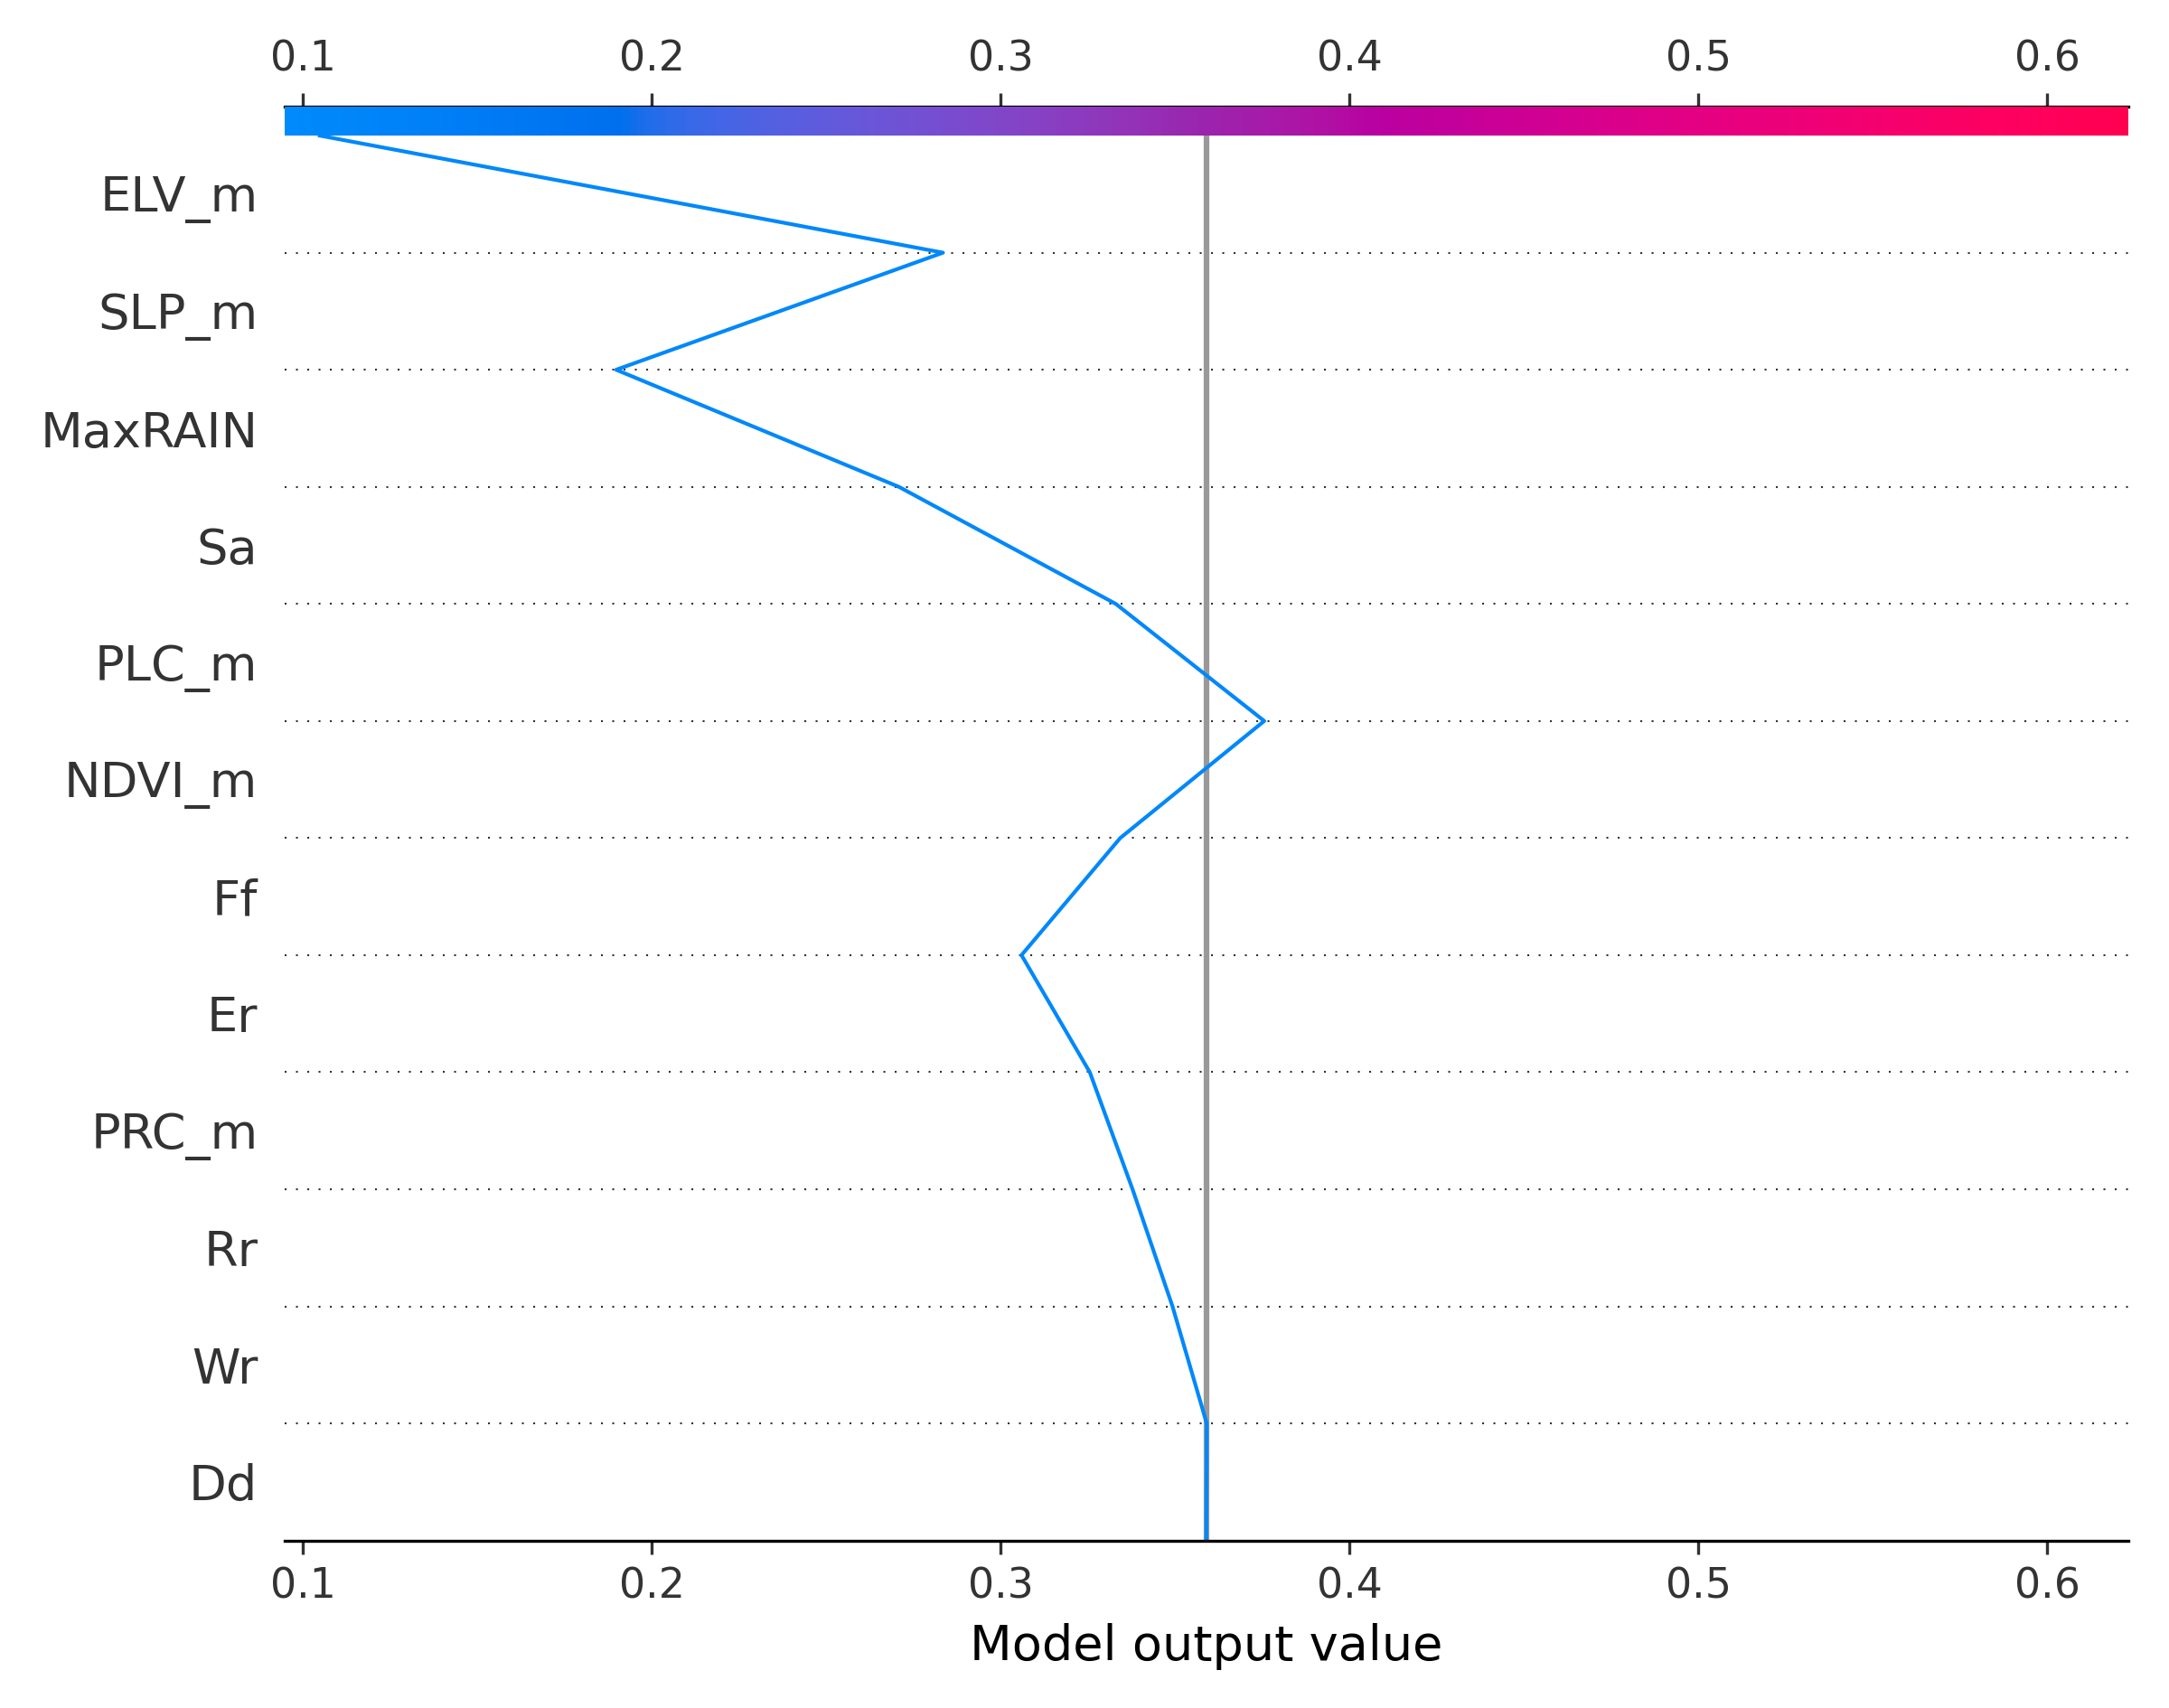 0.1 0.2 0.3 0.4 0.5 0.6
ELV_m
SLP_m
MaxRAIN
Sa
PLC_m
NDVI_m
Ff
Er
PRC_m
Rr
Wr
Dd
0.1 0.2 0.3 0.4 0.5 0.6
Model output value